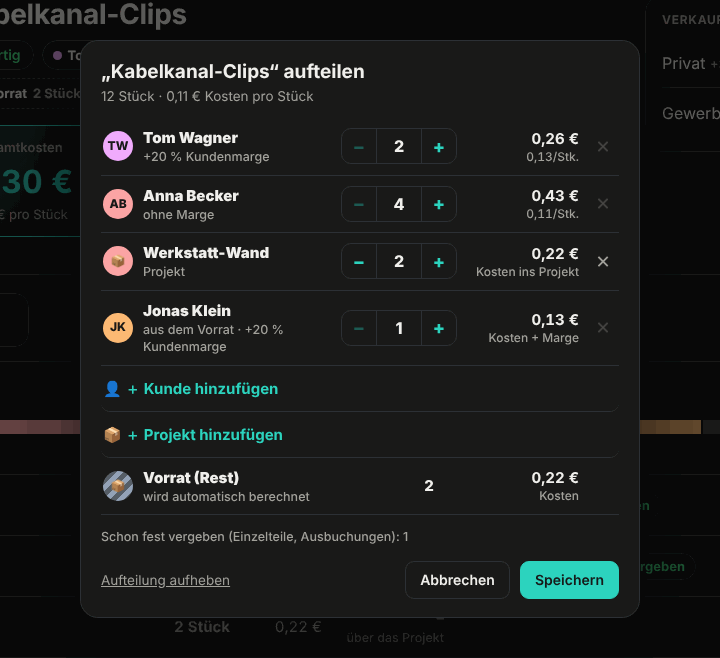 belkanal-Clips
rtig
To
orrat 2 Stück
amtkosten
30 €
€ pro Stück
VERKAUF
Privat +
Gewerb
„Kabelkanal-Clips“ aufteilen
12 Stück · 0,11 € Kosten pro Stück
TW
Tom Wagner
+20 % Kundenmarge
− 2 +
0,26 €
0,13/Stk.
×
AB
Anna Becker
ohne Marge
− 4 +
0,43 €
0,11/Stk.
×
Werkstatt-Wand
Projekt
− 2 +
0,22 €
Kosten ins Projekt
×
JK
Jonas Klein
aus dem Vorrat · +20 %
Kundenmarge
− 1 +
0,13 €
Kosten + Marge
×
+ Kunde hinzufügen
+ Projekt hinzufügen
Vorrat (Rest)
wird automatisch berechnet
2
0,22 €
Kosten
Schon fest vergeben (Einzelteile, Ausbuchungen): 1
Aufteilung aufheben
Abbrechen
Speichern
en
rgeben
2 Stück
0,22 €
über das Projekt